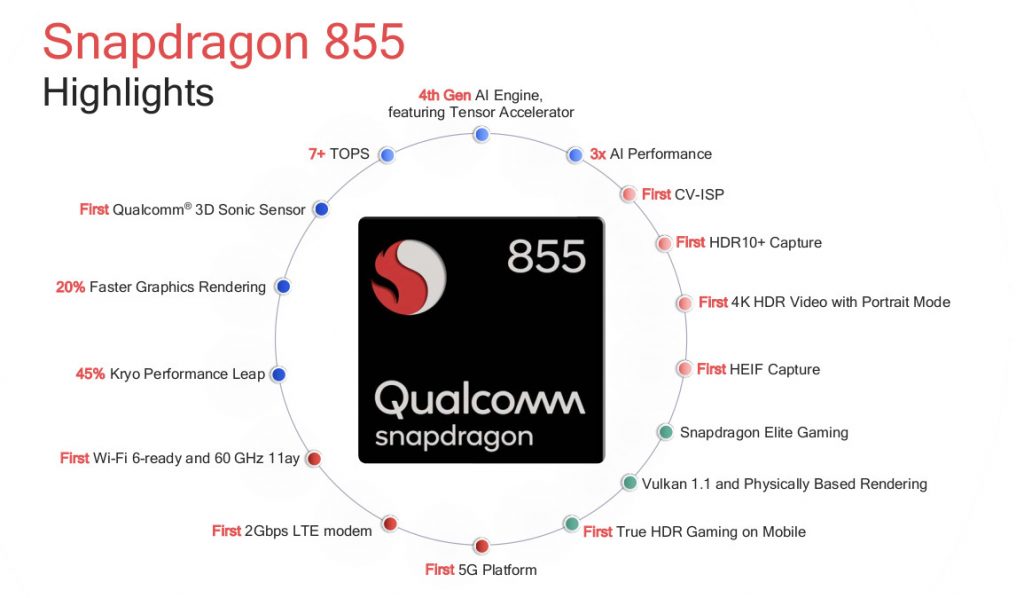 Snapdragon 855
Highlights
4th Gen AI Engine,
featuring Tensor Accelerator
3x AI Performance
First CV-ISP
First HDR10+ Capture
First 4K HDR Video with Portrait Mode
First HEIF Capture
Snapdragon Elite Gaming
Vulkan 1.1 and Physically Based Rendering
First True HDR Gaming on Mobile
First 5G Platform
First 2Gbps LTE modem
First Wi-Fi 6-ready and 60 GHz 11ay
45% Kryo Performance Leap
20% Faster Graphics Rendering
First Qualcomm® 3D Sonic Sensor
7+ TOPS
855
Qualcomm
snapdragon